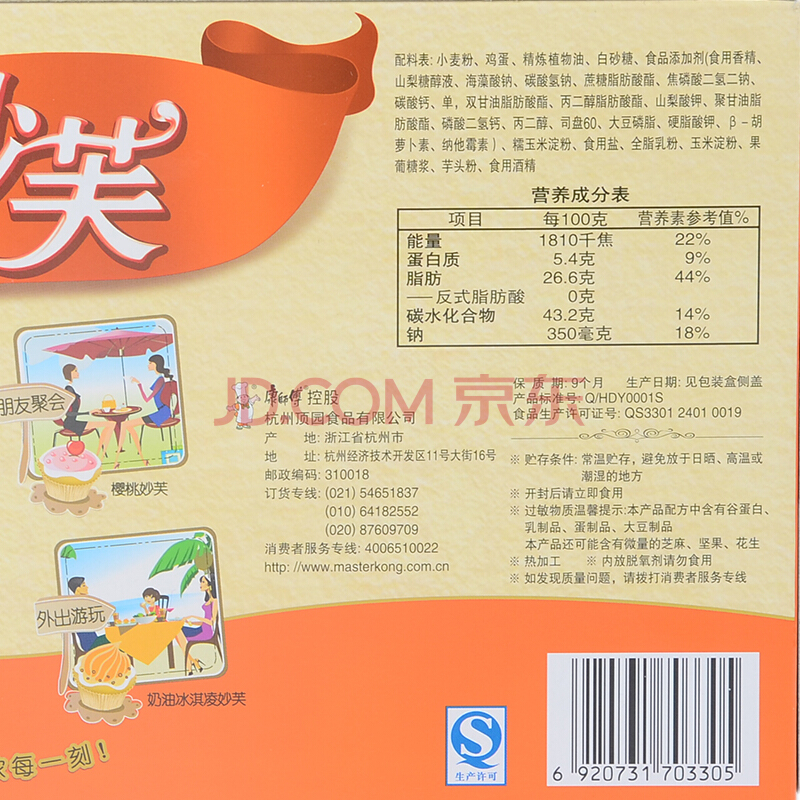 妙芙
配料表: 小麦粉、鸡蛋、精炼植物油、白砂糖、食品添加剂(食用香精、
山梨糖醇液、海藻酸钠、碳酸氢钠、蔗糖脂肪酸酯、焦磷酸二氢二钠、
碳酸钙、单,双甘油脂肪酸酯、丙二醇脂肪酸酯、山梨酸钾、聚甘油脂
肪酸酯、磷酸二氢钙、丙二醇、司盘60、大豆磷脂、硬脂酸钾、β-胡
萝卜素、纳他霉素)、糯玉米淀粉、食用盐、全脂乳粉、玉米淀粉、果
葡糖浆、芋头粉、食用酒精
营养成分表
项目 每100克 营养素参考值%
能量 1810千焦 22%
蛋白质 5.4克 9%
脂肪 26.6克 44%
——反式脂肪酸 0克
碳水化合物 43.2克 14%
钠 350毫克 18%
朋友聚会
樱桃妙芙
外出游玩
奶油冰淇凌妙芙
每一刻!
JD.COM 京东
康师傅控股
杭州顶园食品有限公司
产 地: 浙江省杭州市
地 址: 杭州经济技术开发区11号大街16号
邮政编码: 310018
订货专线: (021) 54651837
(010) 64182552
(020) 87609709
消费者服务专线: 4006510022
http://www.masterkong.com.cn
保 质 期: 9个月 生产日期: 见包装盒侧盖
产品标准号: Q/HDY0001S
食品生产许可证号: QS3301 2401 0019
※ 贮存条件: 常温贮存,避免放于日晒、高温或
潮湿的地方
※ 开封后请立即食用
※ 过敏物质温馨提示:本产品配方中含有谷蛋白、
乳制品、蛋制品、大豆制品
本产品还可能含有微量的芝麻、坚果、花生
※ 热加工 ※ 内放脱氧剂请勿食用
※ 如发现质量问题,请拨打消费者服务专线
生产许可
6 920731 703305